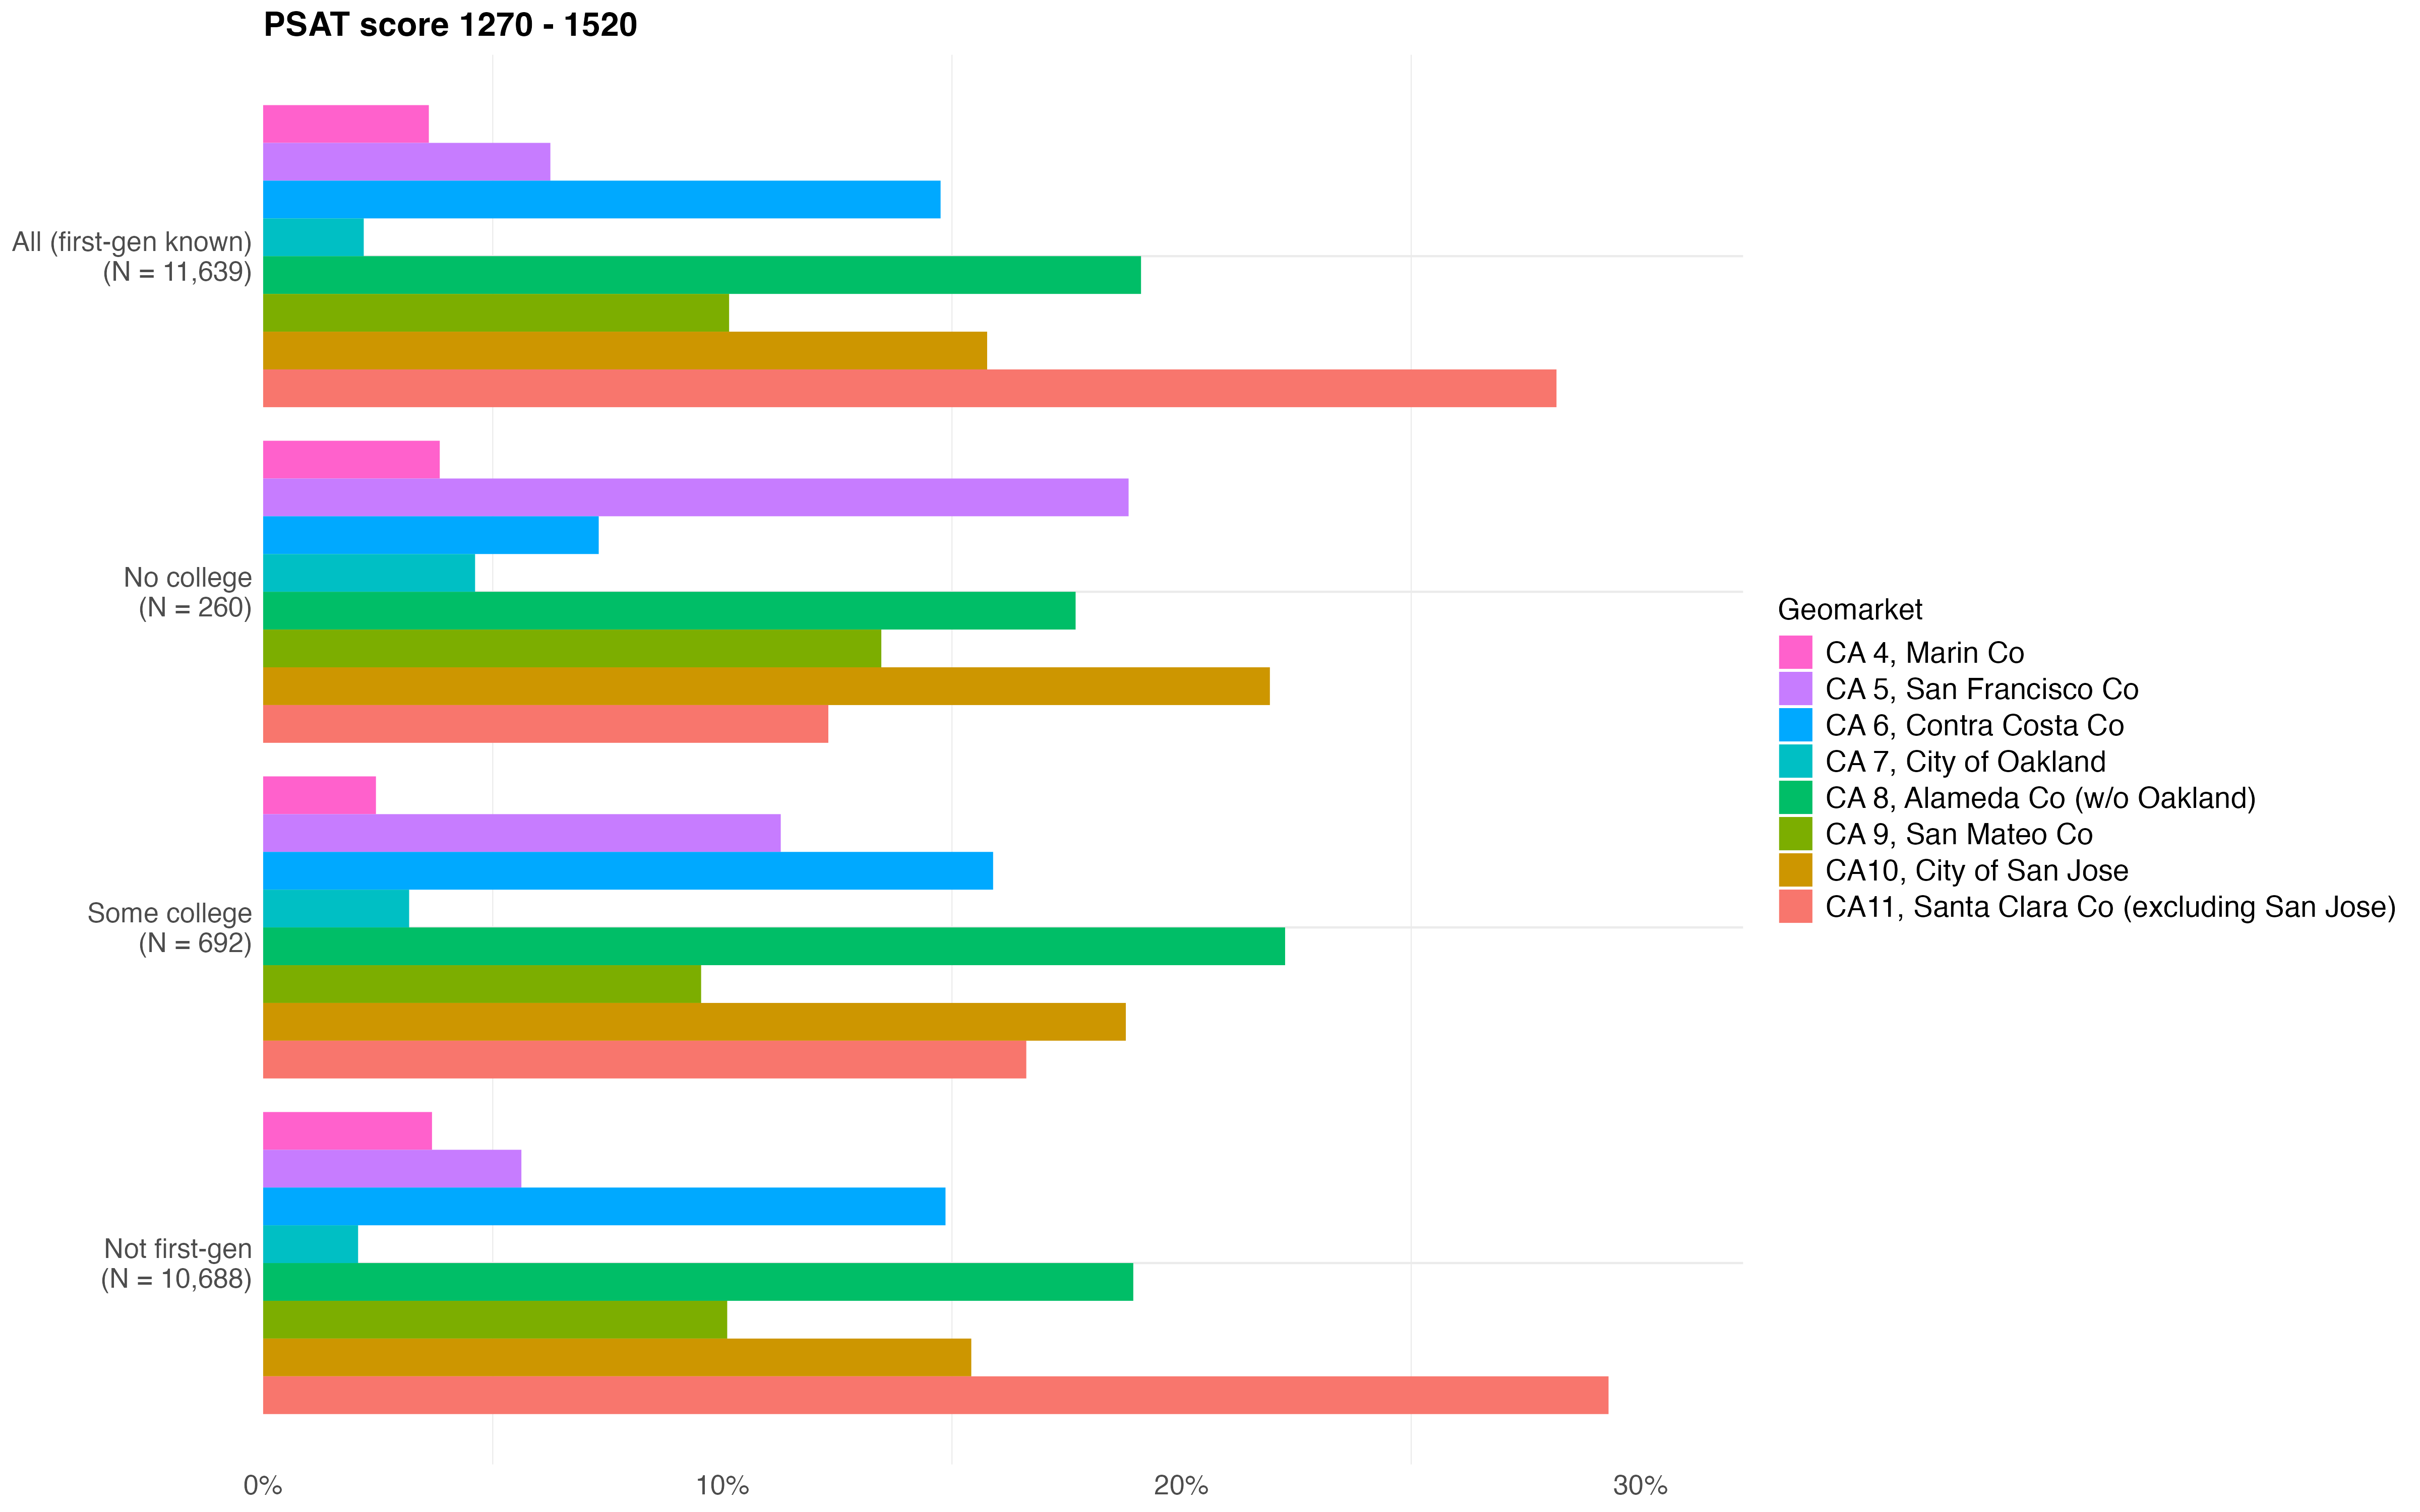 PSAT score 1270 - 1520
All (first-gen known)
(N = 11,639)
No college
(N = 260)
Some college
(N = 692)
Not first-gen
(N = 10,688)
0%
10%
20%
30%
Geomarket
CA 4, Marin Co
CA 5, San Francisco Co
CA 6, Contra Costa Co
CA 7, City of Oakland
CA 8, Alameda Co (w/o Oakland)
CA 9, San Mateo Co
CA10, City of San Jose
CA11, Santa Clara Co (excluding San Jose)